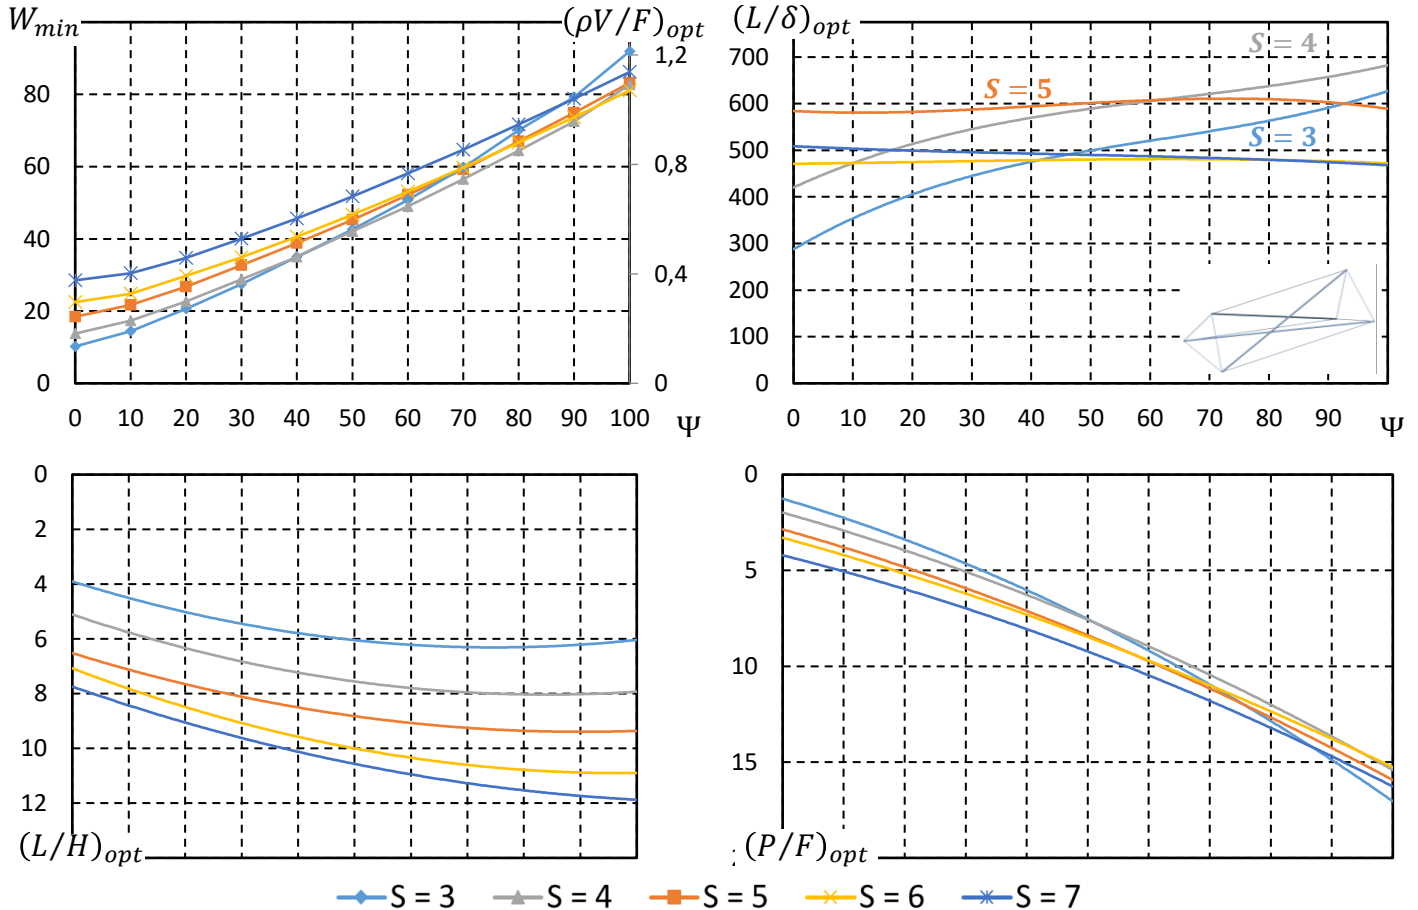 W_min (ρV/F)_opt
1,2
80
60
0,8
40
0,4
20
0 0
0 10 20 30 40 50 60 70 80 90 100 Ψ
(L/δ)_opt
700
S = 4
600
S = 5
500
S = 3
400
300
200
100
0
0 10 20 30 40 50 60 70 80 90 Ψ
0
2
4
6
8
10
12
(L/H)_opt
0
5
10
15
(P/F)_opt
S = 3 S = 4 S = 5 S = 6 S = 7